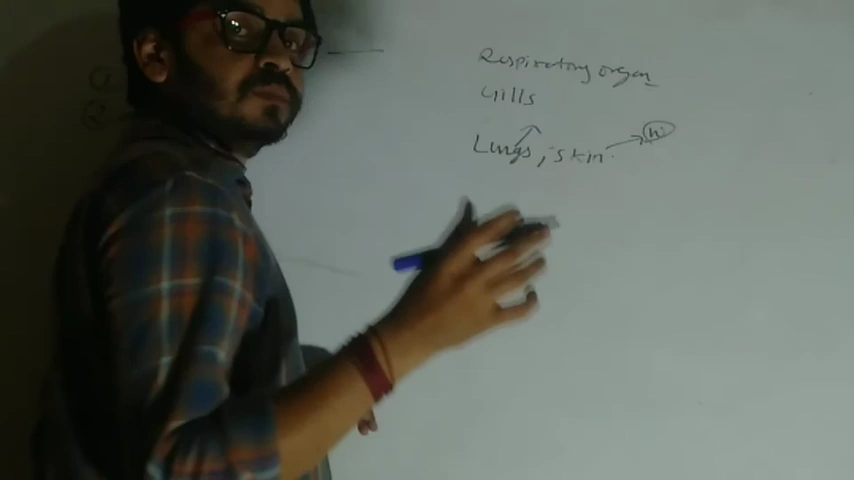 Respiratory organ
Gills
Lungs, skin